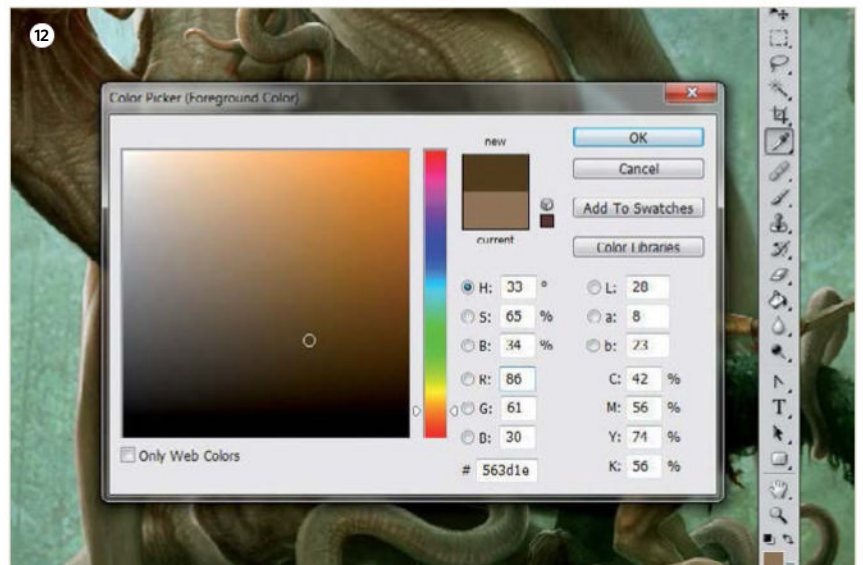 12
Color Picker (Foreground Color)
new
current
OK
Cancel
Add To Swatches
Color Libraries
H: 33 °
S: 65 %
B: 34 %
R: 86
G: 61
B: 30
# 563d1e
L: 28
a: 8
b: 23
C: 42 %
M: 56 %
Y: 74 %
K: 56 %
Only Web Colors
T